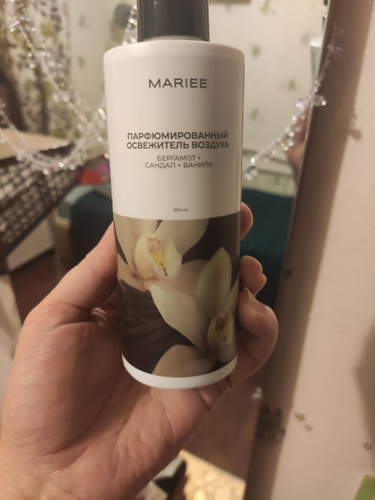 MARIEE
ПАРФЮМИРОВАННЫЙ
ОСВЕЖИТЕЛЬ ВОЗДУХА
БЕРГАМОТ +
САНДАЛ + ВАНИЛЬ